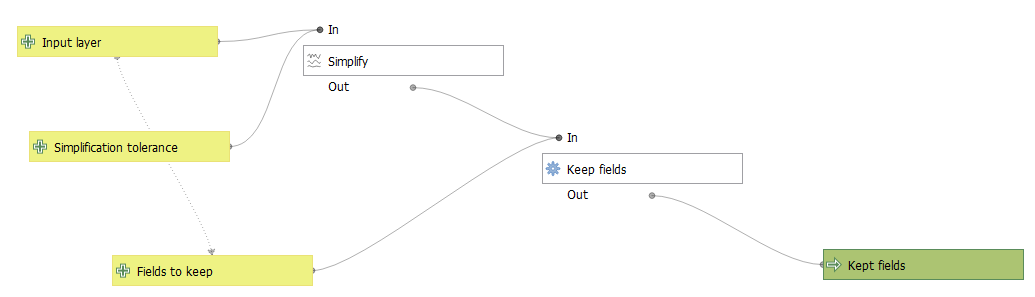 In
Input layer
Simplify
Out
In
Simplification tolerance
Keep fields
Out
Kept fields
Fields to keep